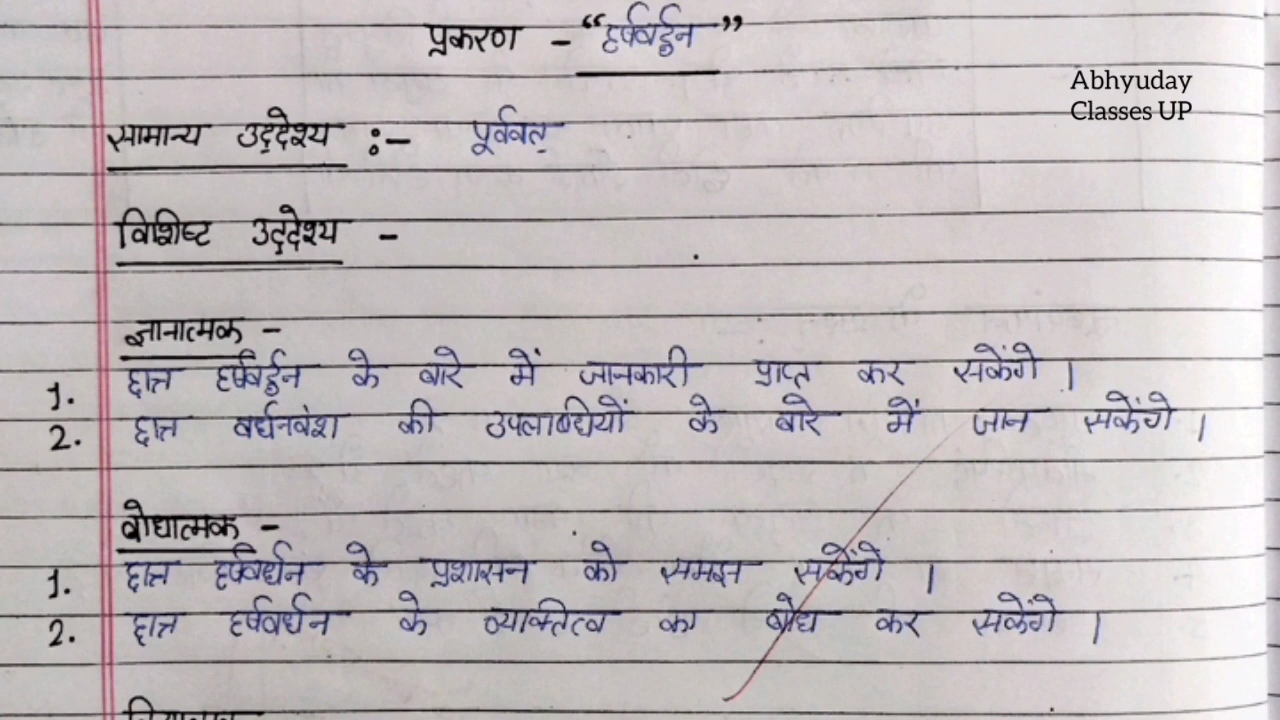 प्रकरण - "हर्षवर्द्धन"
Abhyuday
Classes UP
सामान्य उद्देश्य :- पूर्ववत्
विशिष्ट उद्देश्य -
ज्ञानात्मक -
1. छात्र हर्षवर्द्धन के बारे में जानकारी प्राप्त कर सकेंगे ।
2. छात्र वर्धनवंश की उपलब्धियों के बारे में जान सकेंगे ।
बोधात्मक -
1. छात्र हर्षवर्धन के प्रशासन को समझ सकेंगे ।
2. छात्र हर्षवर्धन के व्यक्तित्व का बोध कर सकेंगे ।